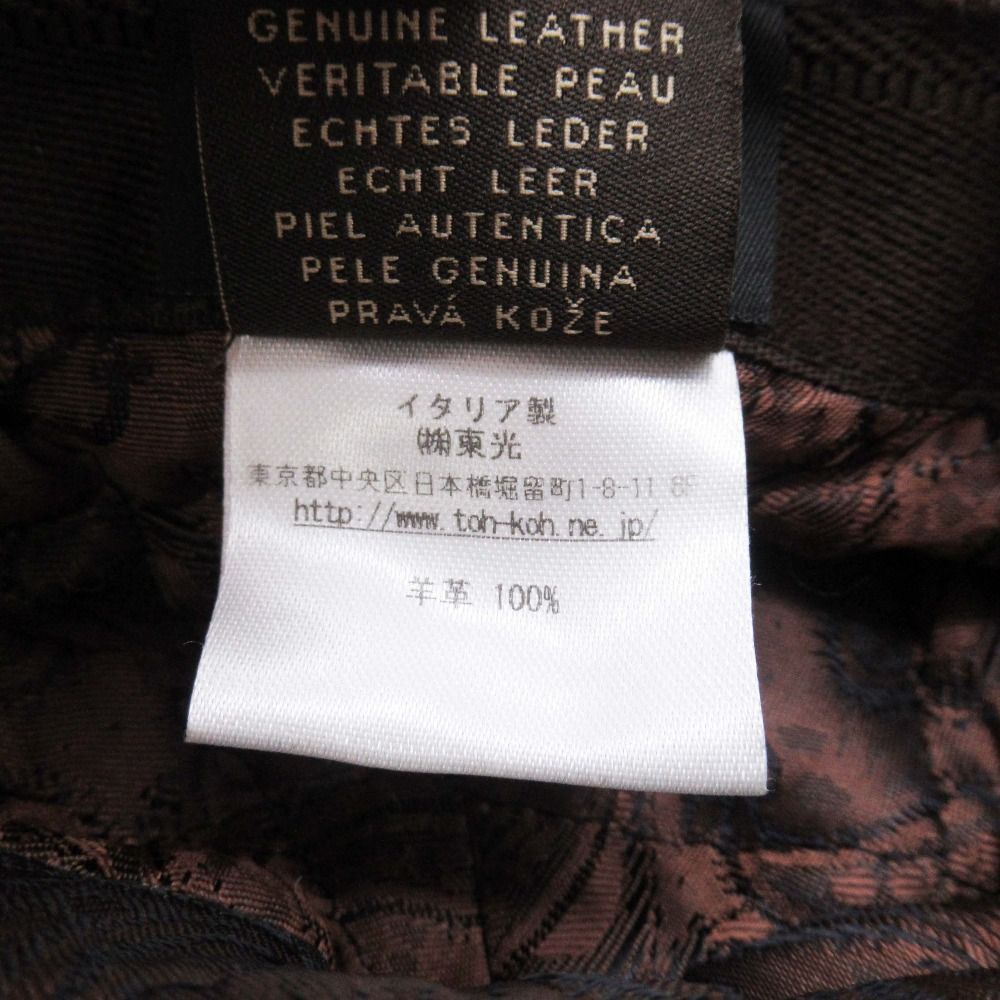 GENUINE LEATHER
VERITABLE PEAU
ECHTES LEDER
ECHT LEER
PIEL AUTENTICA
PELE GENUINA
PRAVÁ KOŽE
イタリア製
㈱東光
東京都中央区日本橋堀留町1-8-11 8F
http://www.toh-koh.ne.jp/
羊革 100%